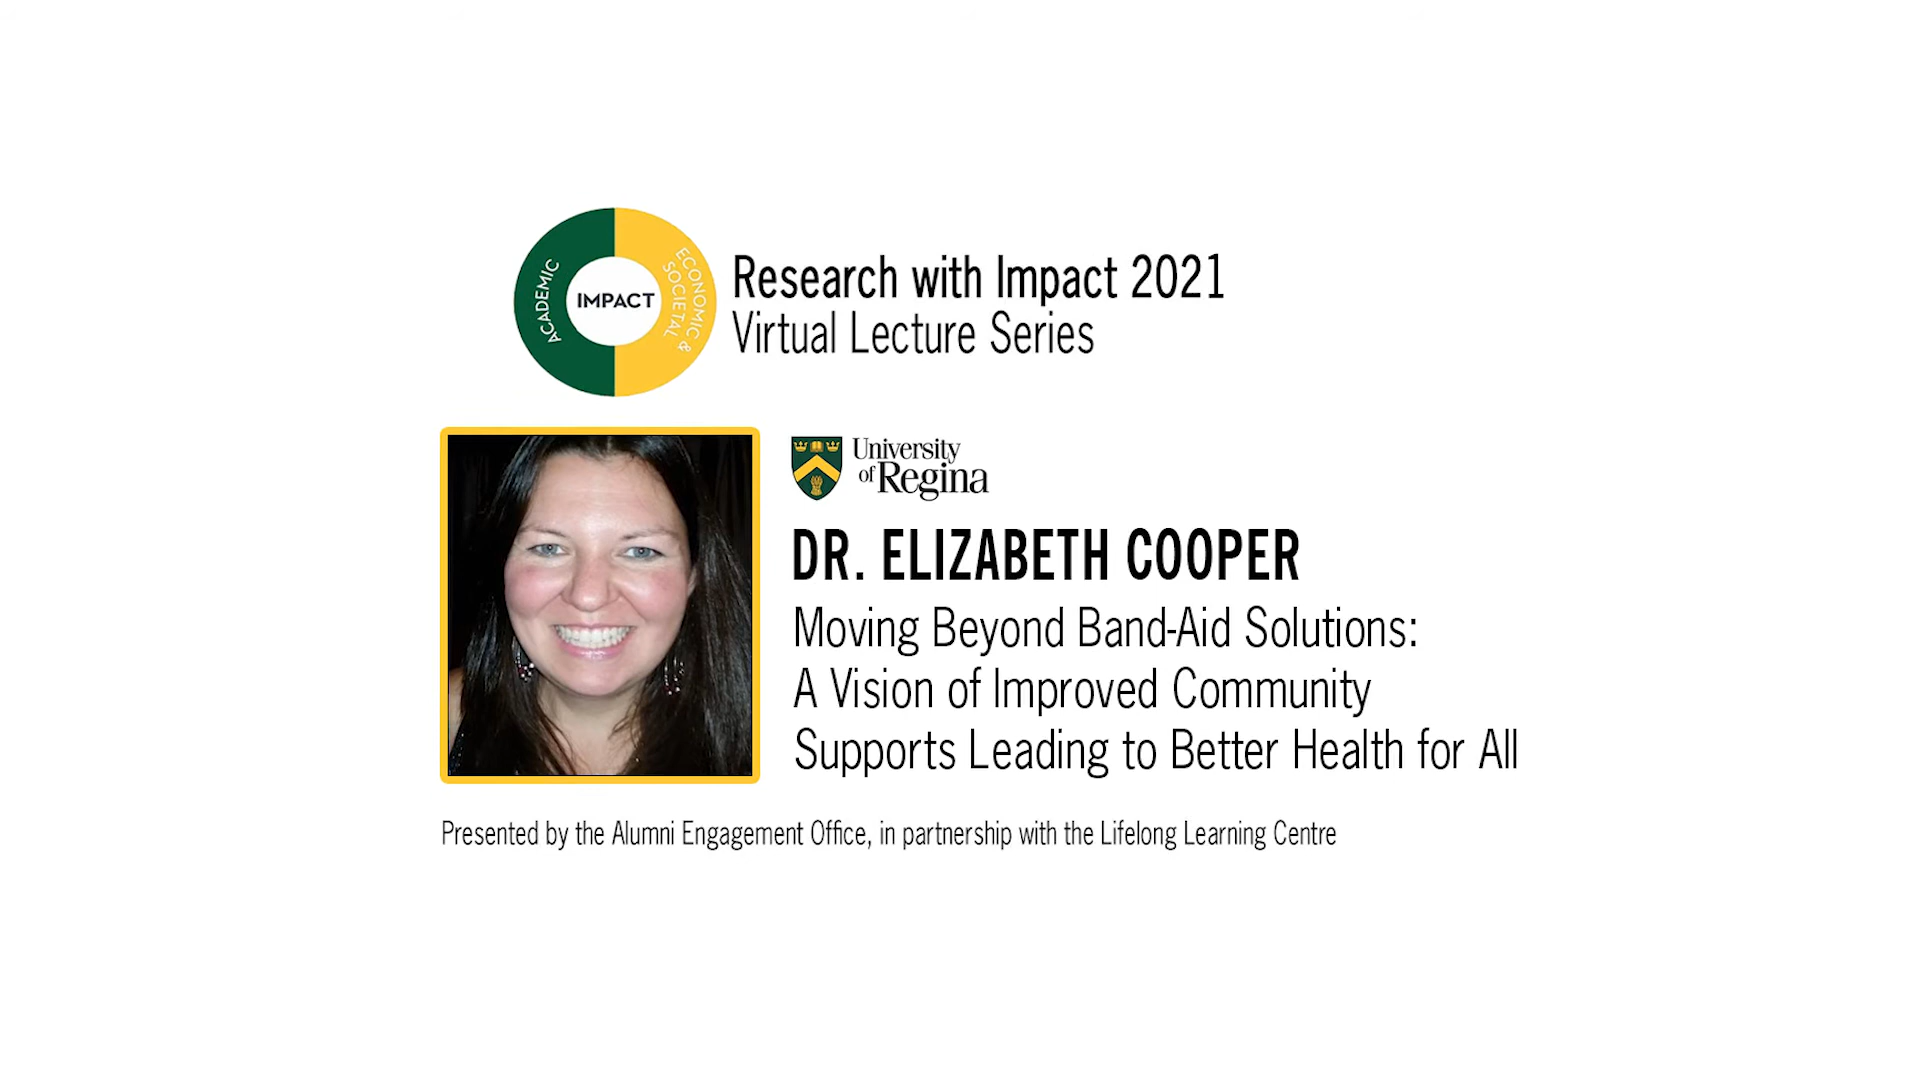 ACADEMIC
IMPACT
ECONOMIC &
SOCIETAL
Research with Impact 2021
Virtual Lecture Series
University
of Regina
DR. ELIZABETH COOPER
Moving Beyond Band-Aid Solutions:
A Vision of Improved Community
Supports Leading to Better Health for All
Presented by the Alumni Engagement Office, in partnership with the Lifelong Learning Centre